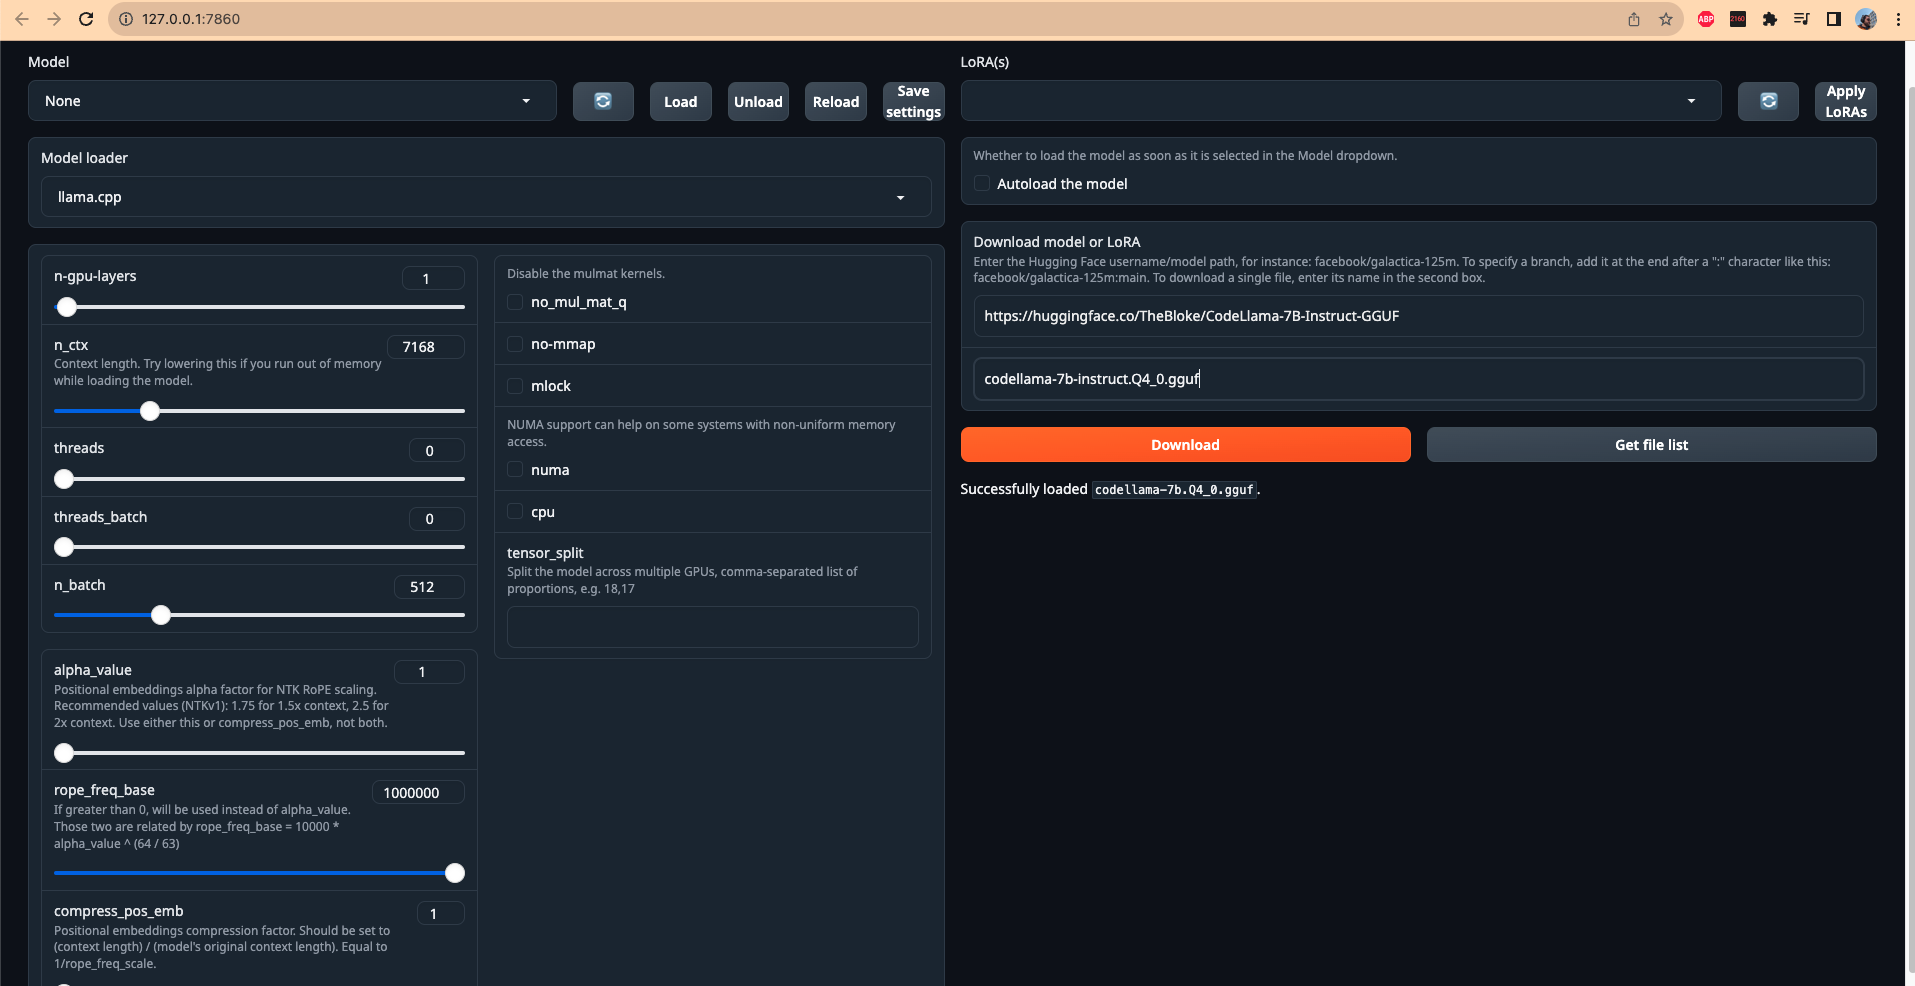 127.0.0.1:7860
ABP
2160
Model
None
Load
Unload
Reload
Save
settings
Model loader
llama.cpp
n-gpu-layers
1
n_ctx
7168
Context length. Try lowering this if you run out of memory
while loading the model.
threads
0
threads_batch
0
n_batch
512
alpha_value
1
Positional embeddings alpha factor for NTK RoPE scaling.
Recommended values (NTKv1): 1.75 for 1.5x context, 2.5 for
2x context. Use either this or compress_pos_emb, not both.
rope_freq_base
1000000
If greater than 0, will be used instead of alpha_value.
Those two are related by rope_freq_base = 10000 *
alpha_value ^ (64 / 63)
compress_pos_emb
1
Positional embeddings compression factor. Should be set to
(context length) / (model's original context length). Equal to
1/rope_freq_scale.
Disable the mulmat kernels.
no_mul_mat_q
no-mmap
mlock
NUMA support can help on some systems with non-uniform memory
access.
numa
cpu
tensor_split
Split the model across multiple GPUs, comma-separated list of
proportions, e.g. 18,17
LoRA(s)
Apply
LoRAs
Whether to load the model as soon as it is selected in the Model dropdown.
Autoload the model
Download model or LoRA
Enter the Hugging Face username/model path, for instance: facebook/galactica-125m. To specify a branch, add it at the end after a ":" character like this:
facebook/galactica-125m:main. To download a single file, enter its name in the second box.
https://huggingface.co/TheBloke/CodeLlama-7B-Instruct-GGUF
codellama-7b-instruct.Q4_0.gguf
Download
Get file list
Successfully loaded codellama-7b.Q4_0.gguf.